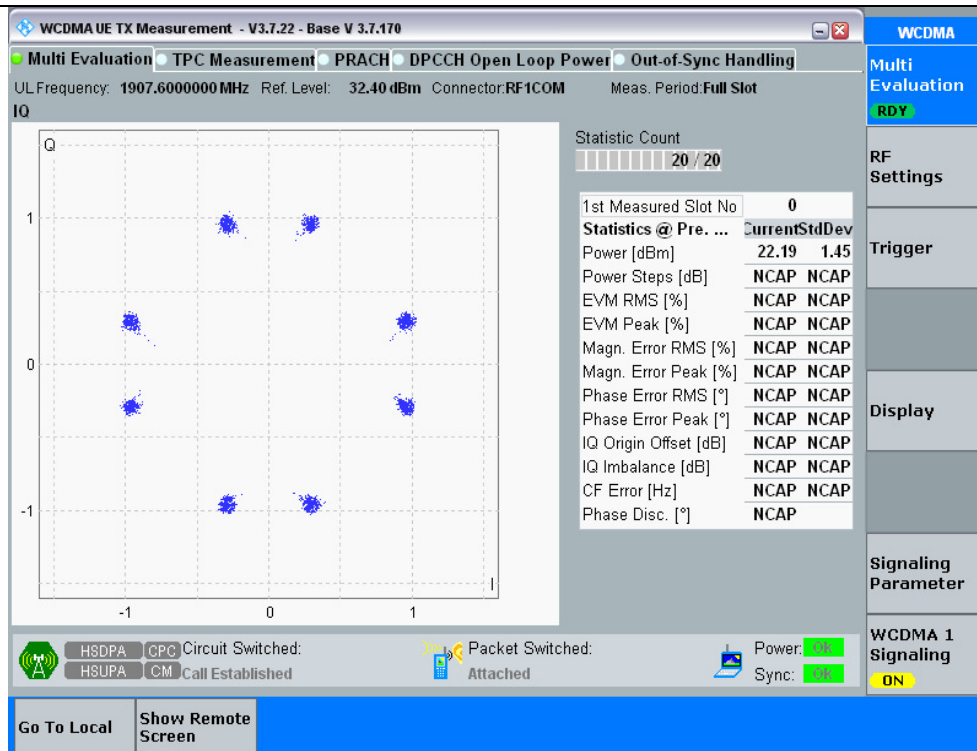 WCDMA UE TX Measurement - V3.7.22 - Base V 3.7.170
WCDMA
Multi Evaluation TPC Measurement PRACH DPCCH Open Loop Power Out-of-Sync Handling
Multi
Evaluation
RDY
UL Frequency: 1907.6000000 MHz Ref. Level: 32.40 dBm Connector:RF1COM Meas. Period:Full Slot
IQ
Q
1
0
-1
I
-1 0 1
Statistic Count
20 / 20
1st Measured Slot No 0
Statistics @ Pre. ... CurrentStdDev
Power [dBm] 22.19 1.45
Power Steps [dB] NCAP NCAP
EVM RMS [%] NCAP NCAP
EVM Peak [%] NCAP NCAP
Magn. Error RMS [%] NCAP NCAP
Magn. Error Peak [%] NCAP NCAP
Phase Error RMS [°] NCAP NCAP
Phase Error Peak [°] NCAP NCAP
IQ Origin Offset [dB] NCAP NCAP
IQ Imbalance [dB] NCAP NCAP
CF Error [Hz] NCAP NCAP
Phase Disc. [°] NCAP
RF
Settings
Trigger
Display
Signaling
Parameter
WCDMA 1
Signaling
ON
HSDPA CPC Circuit Switched:
HSUPA CM Call Established
Packet Switched:
Attached
Power: Ok
Sync: Ok
Go To Local
Show Remote
Screen